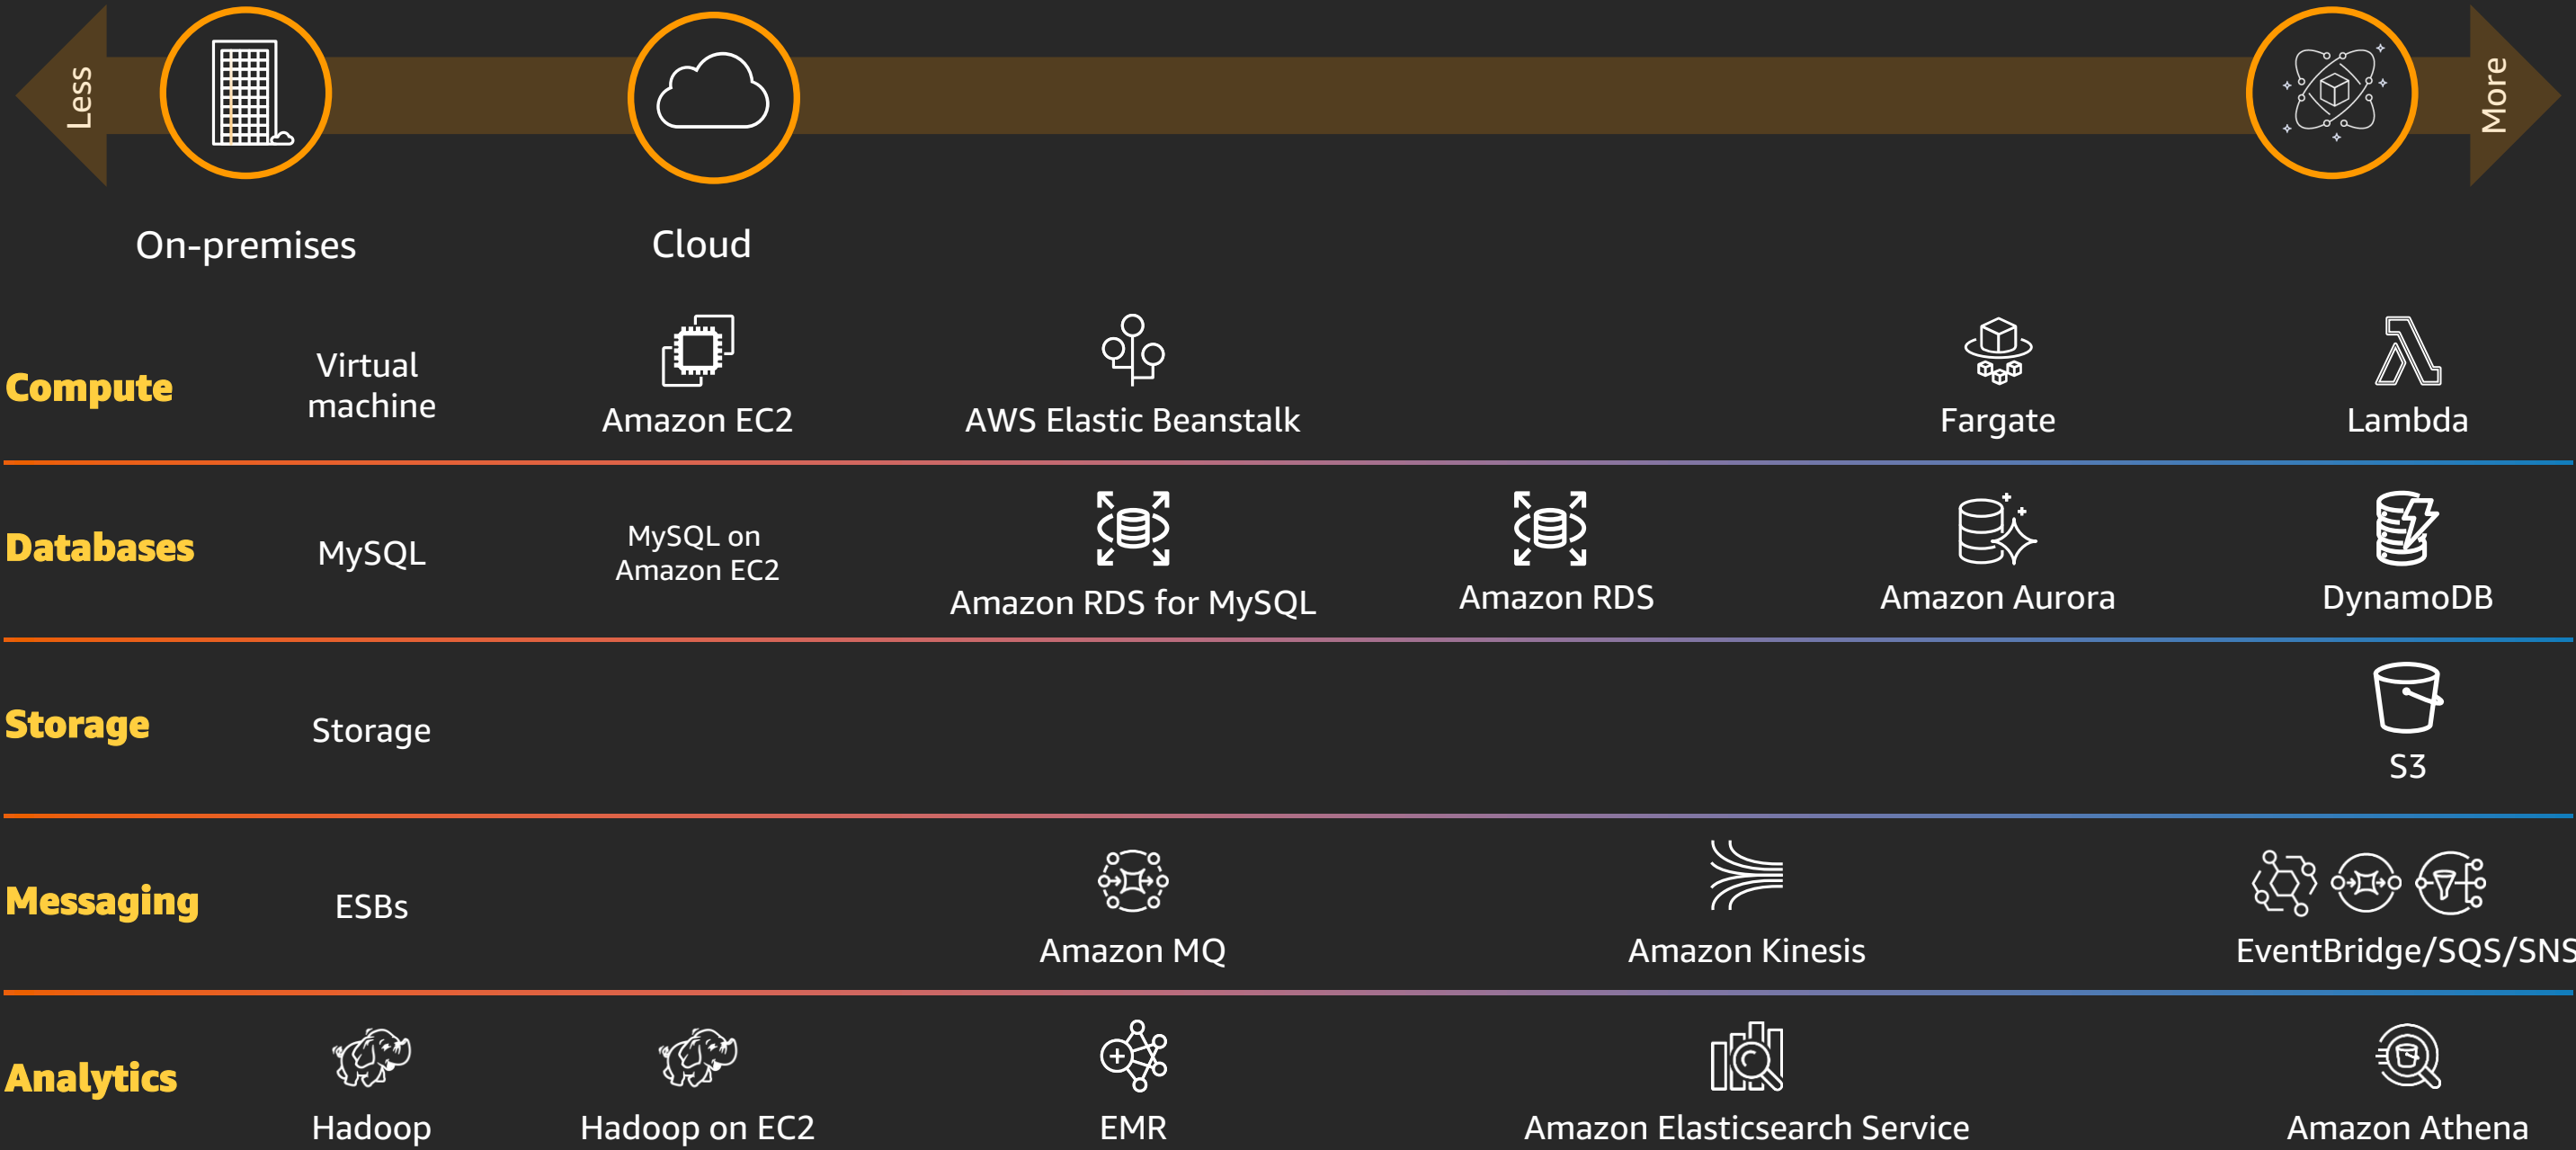 Less
More
On-premises
Cloud
Compute
Virtual
machine
Amazon EC2
AWS Elastic Beanstalk
Fargate
Lambda
Databases
MySQL
MySQL on
Amazon EC2
Amazon RDS for MySQL
Amazon RDS
Amazon Aurora
DynamoDB
Storage
Storage
S3
Messaging
ESBs
Amazon MQ
Amazon Kinesis
EventBridge/SQS/SNS
Analytics
Hadoop
Hadoop on EC2
EMR
Amazon Elasticsearch Service
Amazon Athena